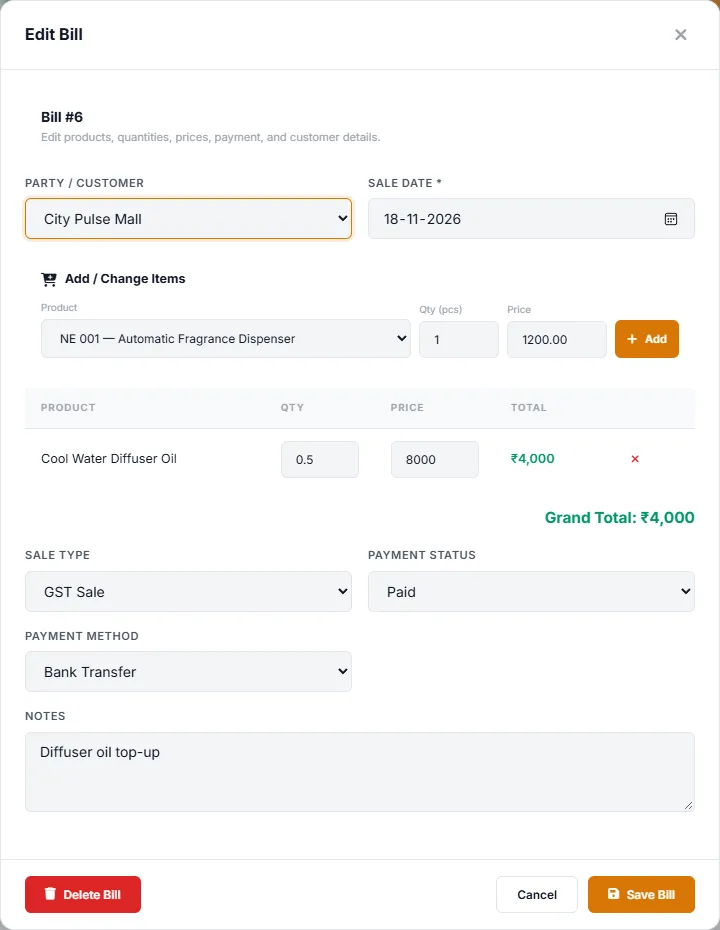 Edit Bill
Bill #6
Edit products, quantities, prices, payment, and customer details.
PARTY / CUSTOMER
SALE DATE *
City Pulse Mall
18-11-2026
Add / Change Items
Product
Qty (pcs)
Price
NE 001 — Automatic Fragrance Dispenser
1
1200.00
+ Add
PRODUCT QTY PRICE TOTAL
Cool Water Diffuser Oil 0.5 8000 ₹4,000 ×
Grand Total: ₹4,000
SALE TYPE
PAYMENT STATUS
GST Sale
Paid
PAYMENT METHOD
Bank Transfer
NOTES
Diffuser oil top-up
Delete Bill
Cancel
Save Bill